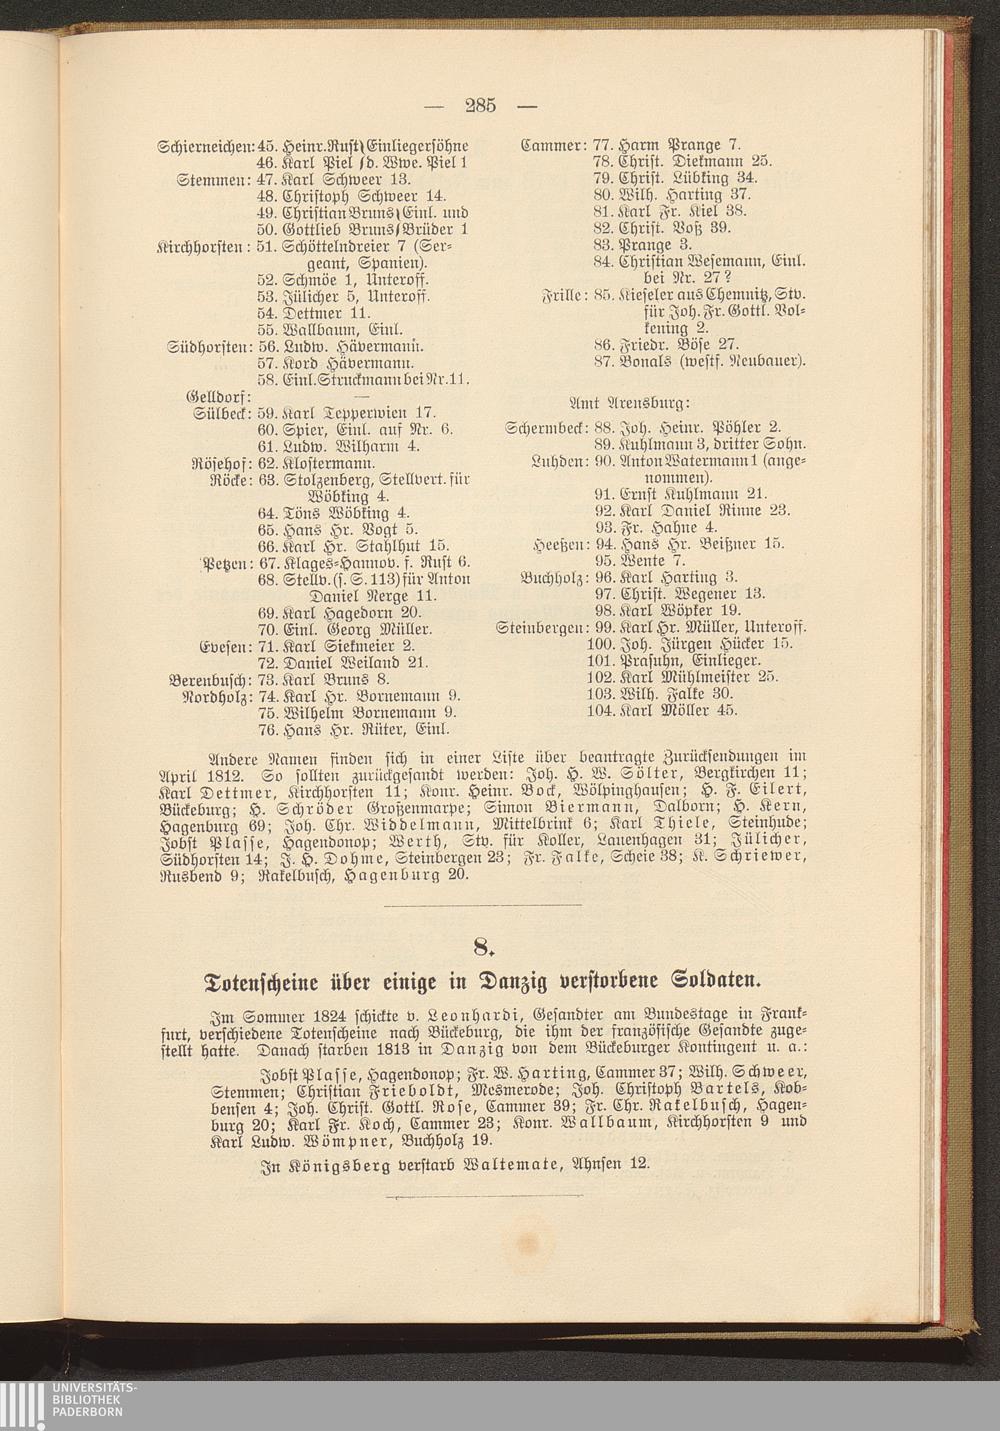 — 285 —
Schierneichen: 45. Heinr. Rust } Einliegersöhne
46. Karl Piel } d. Wwe. Piel 1
Stemmen: 47. Karl Schweer 13.
48. Christoph Schweer 14.
49. Christian Bruns } Einl. und
50. Gottlieb Bruns } Brüder 1
Kirchhorsten: 51. Schöttelndreier 7 (Ser-
geant, Spanien).
52. Schmöe 1, Unteroff.
53. Jülicher 5, Unteroff.
54. Dettmer 11.
55. Wallbaum, Einl.
Südhorsten: 56. Ludw. Hävermann.
57. Kord Hävermann.
58. Einl. Struckmann bei Nr. 11.
Gelldorf: —
Sülbeck: 59. Karl Tepperwien 17.
60. Spier, Einl. auf Nr. 6.
61. Ludw. Wilharm 4.
Rösehof: 62. Klostermann.
Röcke: 63. Stolzenberg, Stellvert. für
Wöbking 4.
64. Töns Wöbking 4.
65. Hans Hr. Vogt 5.
66. Karl Hr. Stahlhut 15.
Petzen: 67. Klages-Hannov. f. Rust 6.
68. Stellv. (s. S. 113) für Anton
Daniel Nerge 11.
69. Karl Hagedorn 20.
70. Einl. Georg Müller.
Evesen: 71. Karl Siekmeier 2.
72. Daniel Weiland 21.
Berenbusch: 73. Karl Bruns 8.
Nordholz: 74. Karl Hr. Bornemann 9.
75. Wilhelm Bornemann 9.
76. Hans Hr. Rüter, Einl.
Cammer: 77. Harm Prange 7.
78. Christ. Diekmann 25.
79. Christ. Lübking 34.
80. Wilh. Harting 37.
81. Karl Fr. Kiel 38.
82. Christ. Voß 39.
83. Prange 3.
84. Christian Wesemann, Einl.
bei Nr. 27?
Frille: 85. Kieseler aus Chemnitz, Stv.
für Joh. Fr. Gottl. Vol-
kening 2.
86. Friedr. Böse 27.
87. Bonals (westf. Neubauer).
Amt Arensburg:
Schermbeck: 88. Joh. Heinr. Pöhler 2.
89. Kuhlmann 3, dritter Sohn.
Luhden: 90. Anton Watermann 1 (ange-
nommen).
91. Ernst Kuhlmann 21.
92. Karl Daniel Rinne 23.
93. Fr. Hahne 4.
Heeßen: 94. Hans Hr. Beißner 15.
95. Wente 7.
Buchholz: 96. Karl Harting 3.
97. Christ. Wegener 13.
98. Karl Wöpker 19.
Steinbergen: 99. Karl Hr. Müller, Unteroff.
100. Joh. Jürgen Hücker 15.
101. Prasuhn, Einlieger.
102. Karl Mühlmeister 25.
103. Wilh. Falke 30.
104. Karl Möller 45.
Andere Namen finden sich in einer Liste über beantragte Zurücksendungen im
April 1812. So sollten zurückgesandt werden: Joh. H. W. Sölter, Bergkirchen 11;
Karl Dettmer, Kirchhorsten 11; Konr. Heinr. Bock, Wölpinghausen; H. F. Eilert,
Bückeburg; H. Schröder Großenmarpe; Simon Biermann, Dalborn; H. Kern,
Hagenburg 69; Joh. Chr. Widdelmann, Mittelbrink 6; Karl Thiele, Steinhude;
Jobst Plasse, Hagendonop; Werth, Stv. für Koller, Lauenhagen 31; Jülicher,
Südhorsten 14; J. H. Dohme, Steinbergen 23; Fr. Falke, Scheie 38; K. Schriewer,
Rusbend 9; Rakelbusch, Hagenburg 20.
8.
Totenscheine über einige in Danzig verstorbene Soldaten.
Im Sommer 1824 schickte v. Leonhardi, Gesandter am Bundestage in Frank-
furt, verschiedene Totenscheine nach Bückeburg, die ihm der französische Gesandte zuge-
stellt hatte. Danach starben 1813 in Danzig von dem Bückeburger Kontingent u. a.:
Jobst Plasse, Hagendonop; Fr. W. Harting, Cammer 37; Wilh. Schweer,
Stemmen; Christian Frieboldt, Mesmerode; Joh. Christoph Bartels, Kob-
bensen 4; Joh. Christ. Gottl. Rose, Cammer 39; Fr. Chr. Rakelbusch, Hagen-
burg 20; Karl Fr. Koch, Cammer 23; Konr. Wallbaum, Kirchhorsten 9 und
Karl Ludw. Wömpner, Buchholz 19.
In Königsberg verstarb Waltemate, Ahnsen 12.
UNIVERSITÄTS-
BIBLIOTHEK
PADERBORN